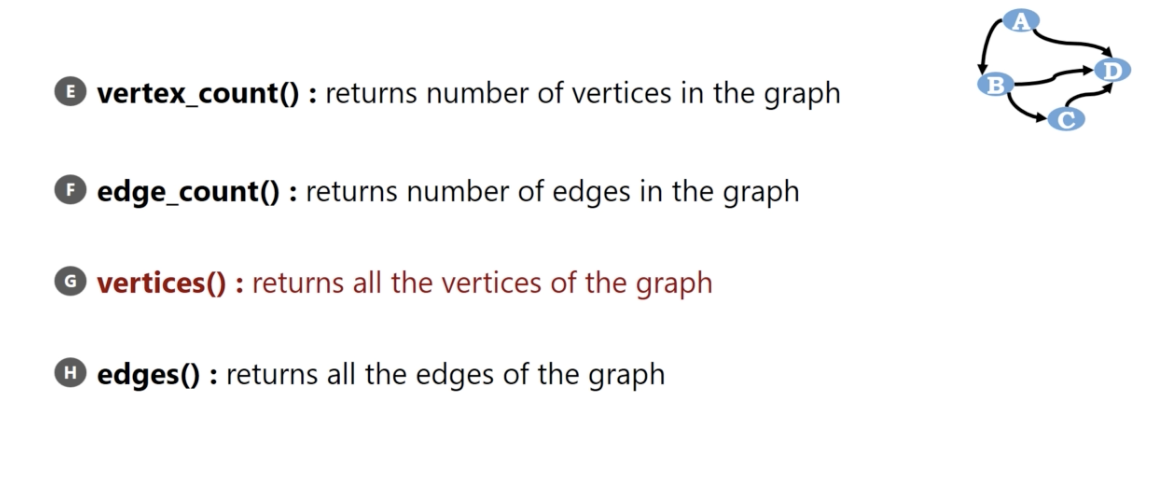 A
D
B
C
E vertex_count() : returns number of vertices in the graph
F edge_count() : returns number of edges in the graph
G vertices() : returns all the vertices of the graph
H edges() : returns all the edges of the graph